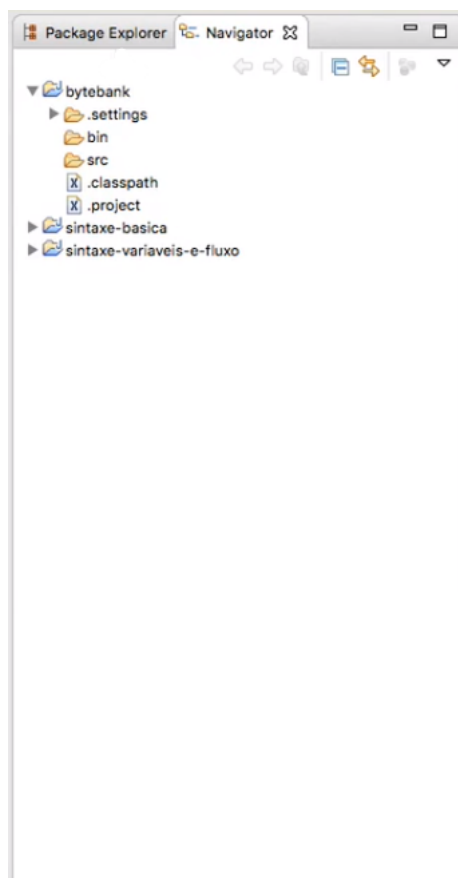 Package Explorer Navigator
bytebank
.settings
bin
src
.classpath
.project
sintaxe-basica
sintaxe-variaveis-e-fluxo